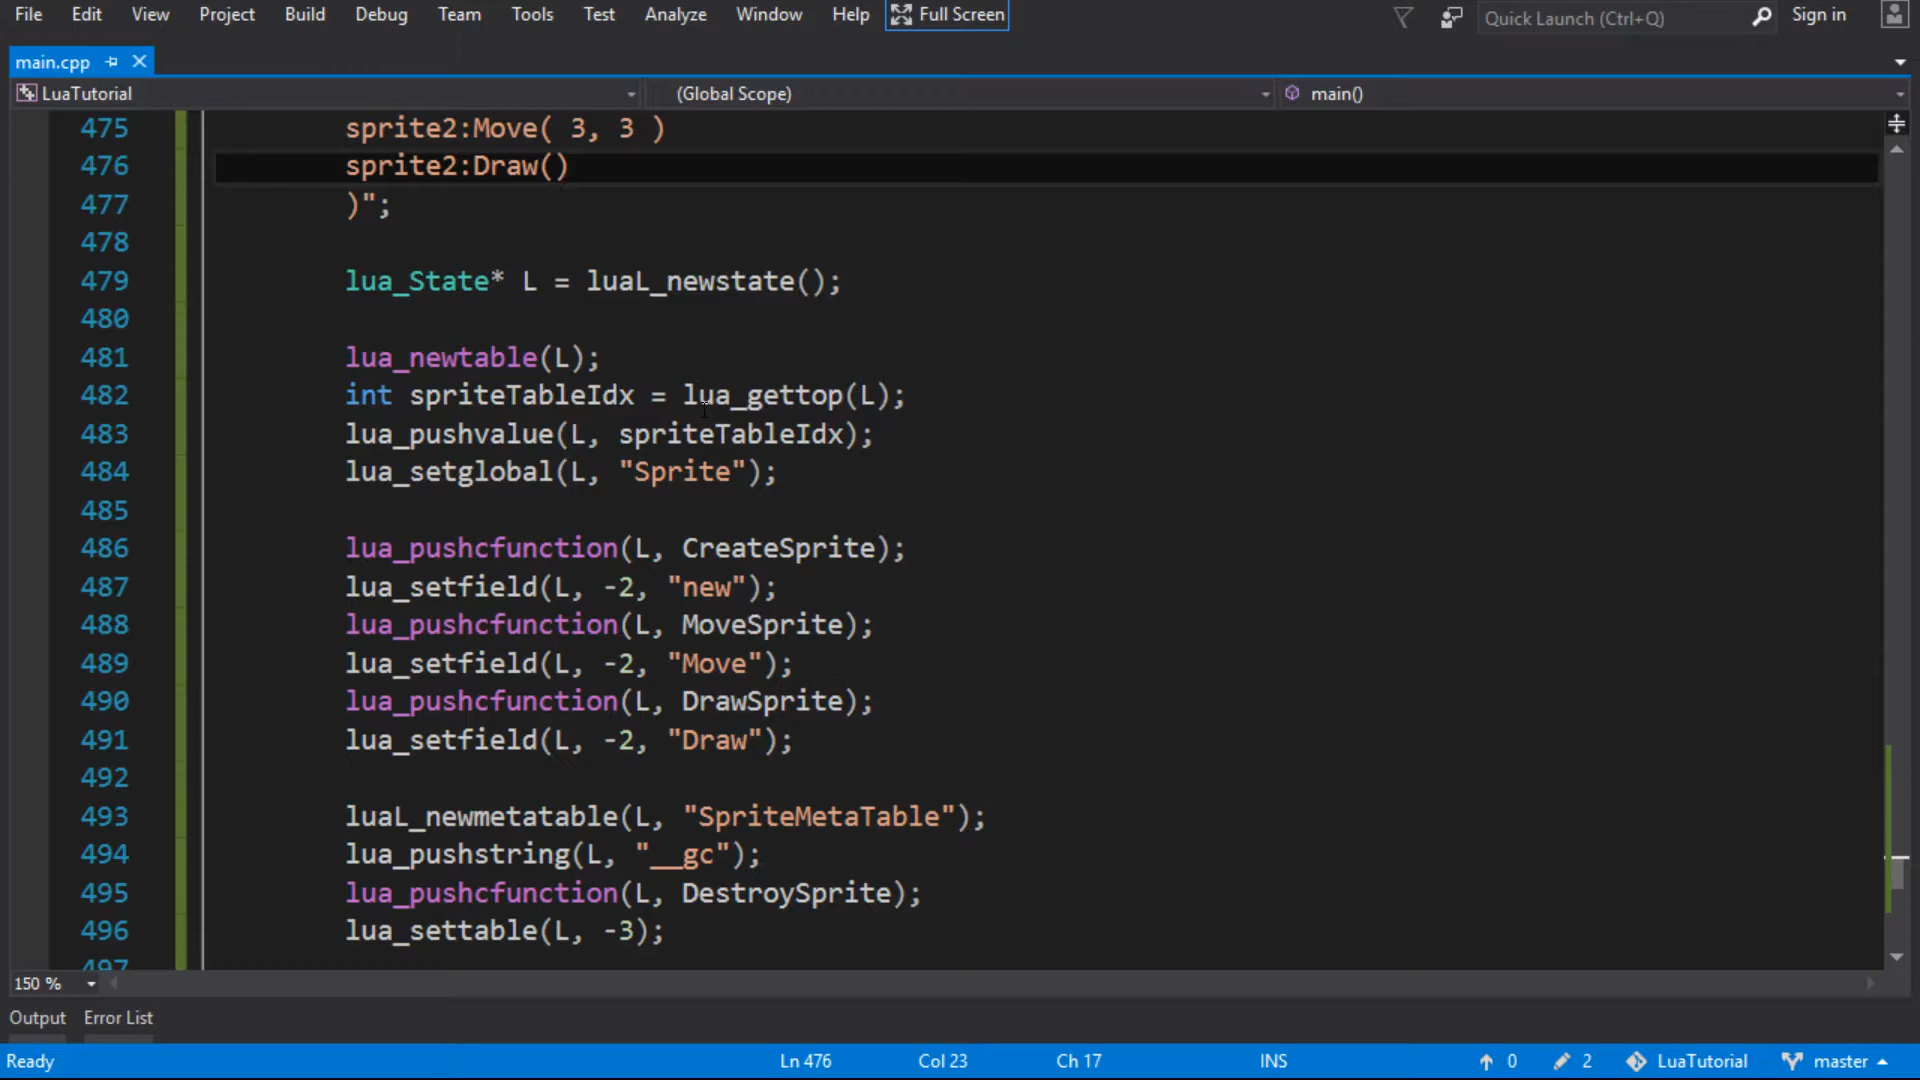 File Edit View Project Build Debug Team Tools Test Analyze Window Help Full Screen Quick Launch (Ctrl+Q) Sign in
main.cpp
LuaTutorial (Global Scope) main()
475 sprite2:Move( 3, 3 )
476 sprite2:Draw()
477 )";
478
479 lua_State* L = luaL_newstate();
480
481 lua_newtable(L);
482 int spriteTableIdx = lua_gettop(L);
483 lua_pushvalue(L, spriteTableIdx);
484 lua_setglobal(L, "Sprite");
485
486 lua_pushcfunction(L, CreateSprite);
487 lua_setfield(L, -2, "new");
488 lua_pushcfunction(L, MoveSprite);
489 lua_setfield(L, -2, "Move");
490 lua_pushcfunction(L, DrawSprite);
491 lua_setfield(L, -2, "Draw");
492
493 luaL_newmetatable(L, "SpriteMetaTable");
494 lua_pushstring(L, "__gc");
495 lua_pushcfunction(L, DestroySprite);
496 lua_settable(L, -3);
497
150 %
Output Error List
Ready Ln 476 Col 23 Ch 17 INS 0 2 LuaTutorial master